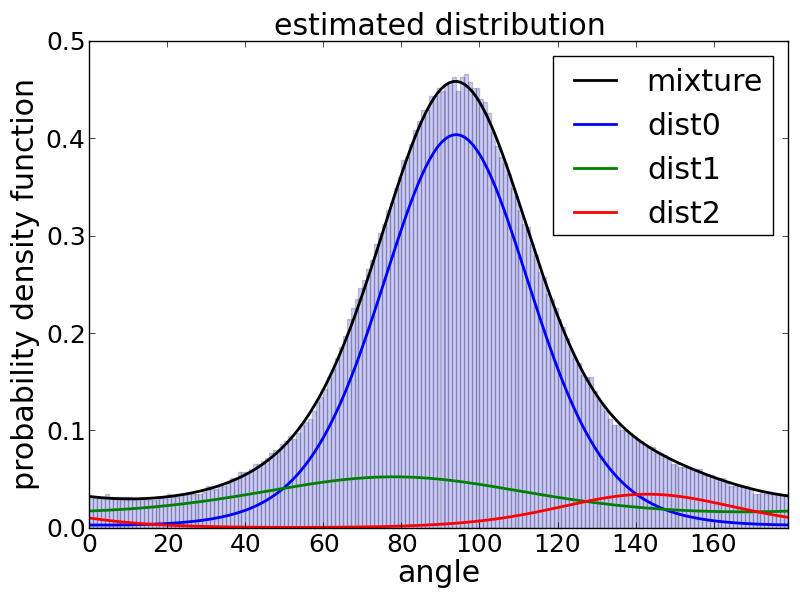 estimated distribution
probability density function
0.5
0.4
0.3
0.2
0.1
0.0
0 20 40 60 80 100 120 140 160
angle
mixture
dist0
dist1
dist2